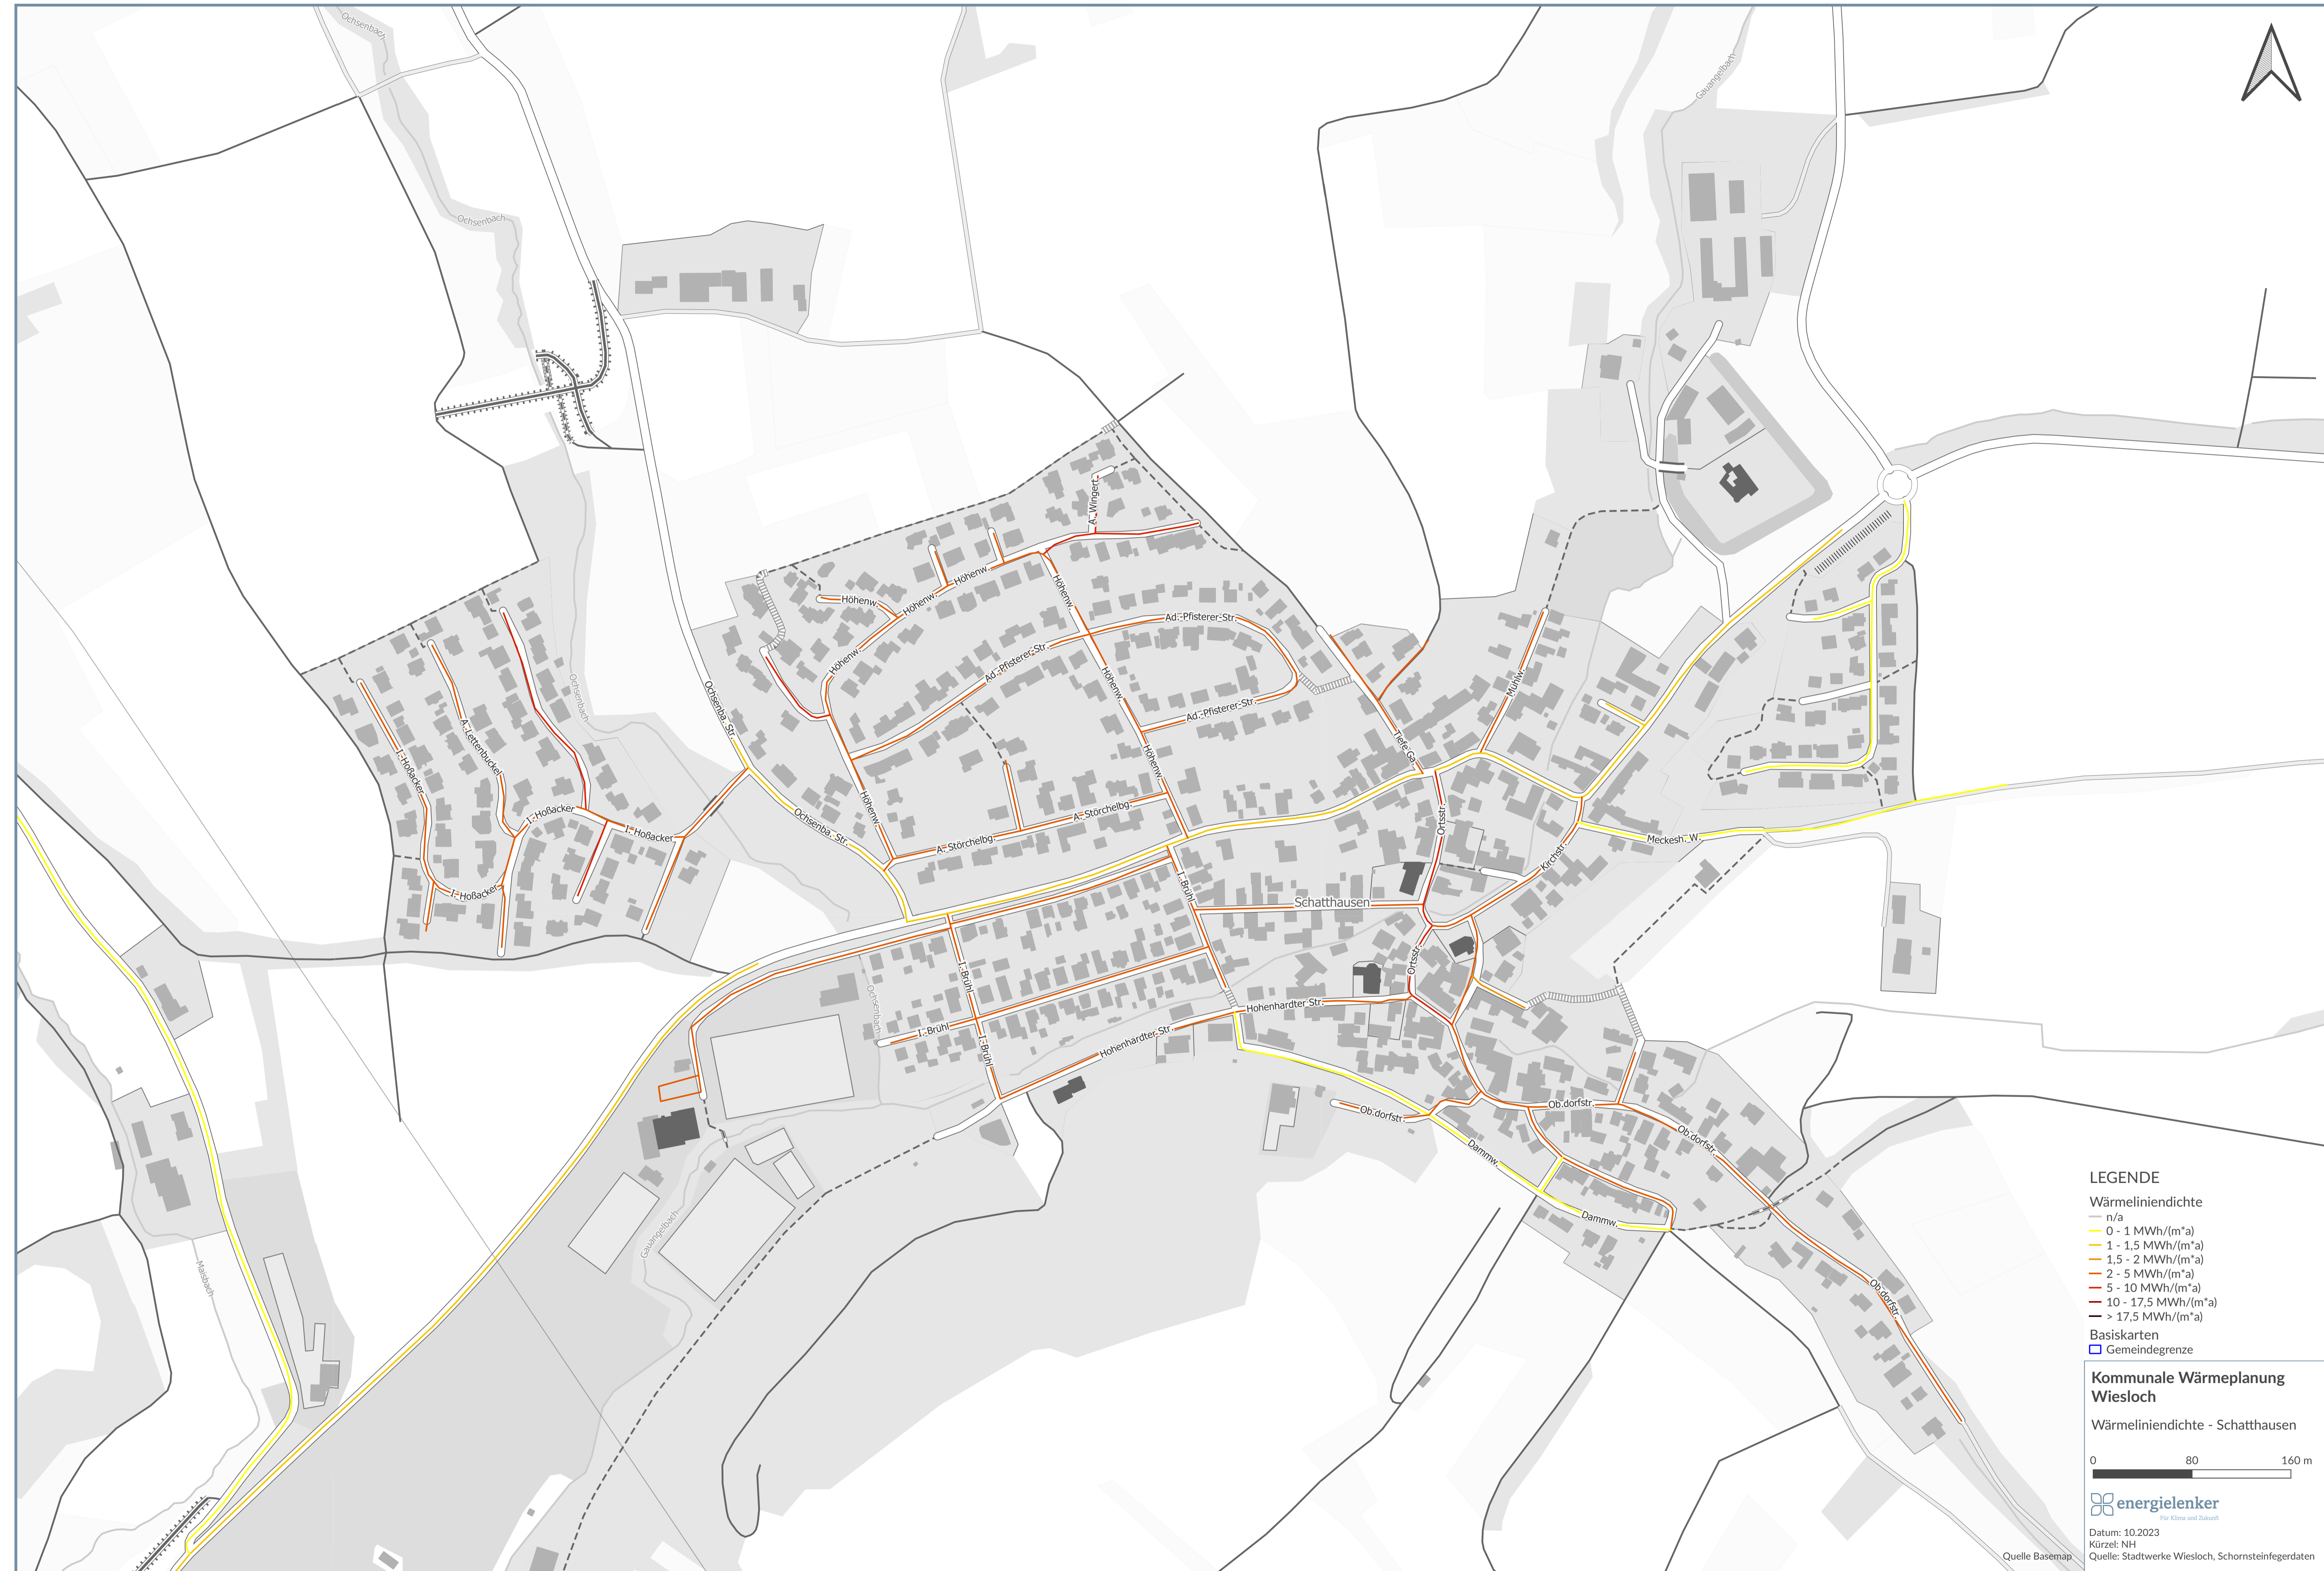 Ochsenbach
Gauangelbach
Ochsenbach
A. Wingert
Höhenw.
Höhenw.
Höhenw.
Höhenw.
Höhenw.
Ad.-Pfisterer-Str.
Ad.-Pfisterer-Str.
Ad.-Pfisterer-Str.
Höhenw.
Höhenw.
Höhenw.
Ochsenbach
Ochsenba. Str.
Ochsenba. Str.
A. Lettenbuckel
I. Hoßacker
I. Hoßacker
I. Hoßacker
I. Hoßacker
A. Störchelbg.
A. Störchelbg.
Mühlw.
Tiefe Ga.
Ortsstr.
Ortsstr.
Kirchstr.
Meckesh. W.
Schatthausen
I. Brühl
I. Brühl
I. Brühl
I. Brühl
Ochsenbach
Hohenhardter Str.
Hohenhardter Str.
Ob.dorfstr.
Ob.dorfstr.
Ob.dorfstr.
Ob.dorfstr.
Dammw.
Dammw.
Gauangelbach
Maisbach
LEGENDE
Wärmeliniendichte
n/a
0 - 1 MWh/(m*a)
1 - 1,5 MWh/(m*a)
1,5 - 2 MWh/(m*a)
2 - 5 MWh/(m*a)
5 - 10 MWh/(m*a)
10 - 17,5 MWh/(m*a)
> 17,5 MWh/(m*a)
Basiskarten
Gemeindegrenze
Kommunale Wärmeplanung
Wiesloch
Wärmeliniendichte - Schatthausen
0 80 160 m
energielenker
Für Klima und Zukunft
Datum: 10.2023
Kürzel: NH
Quelle: Stadtwerke Wiesloch, Schornsteinfegerdaten
Quelle Basemap